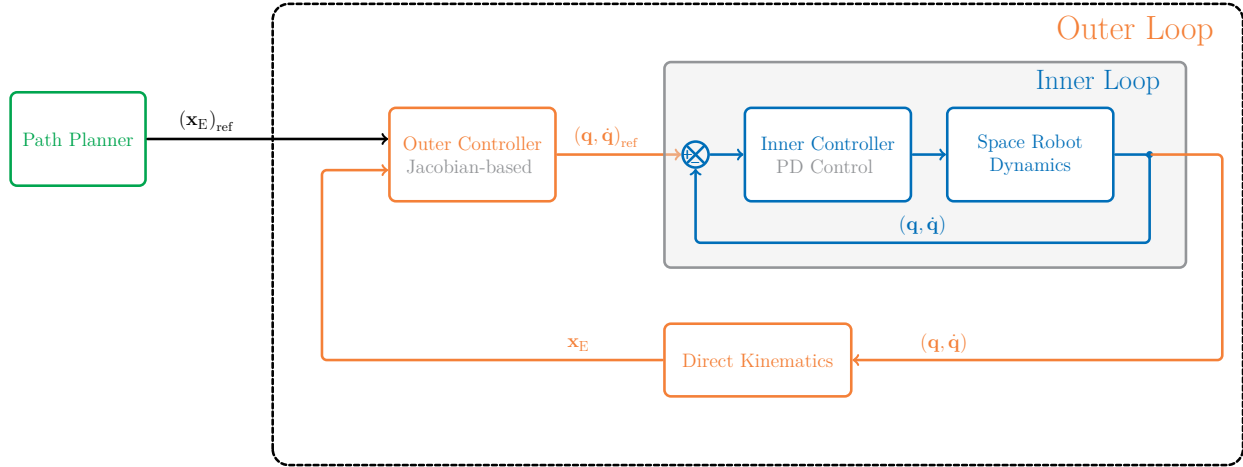 Outer Loop
Inner Loop
Path Planner
(x_E)_ref
Outer Controller
Jacobian-based
(q, q̇)_ref
+
−
Inner Controller
PD Control
Space Robot
Dynamics
(q, q̇)
x_E
Direct Kinematics
(q, q̇)